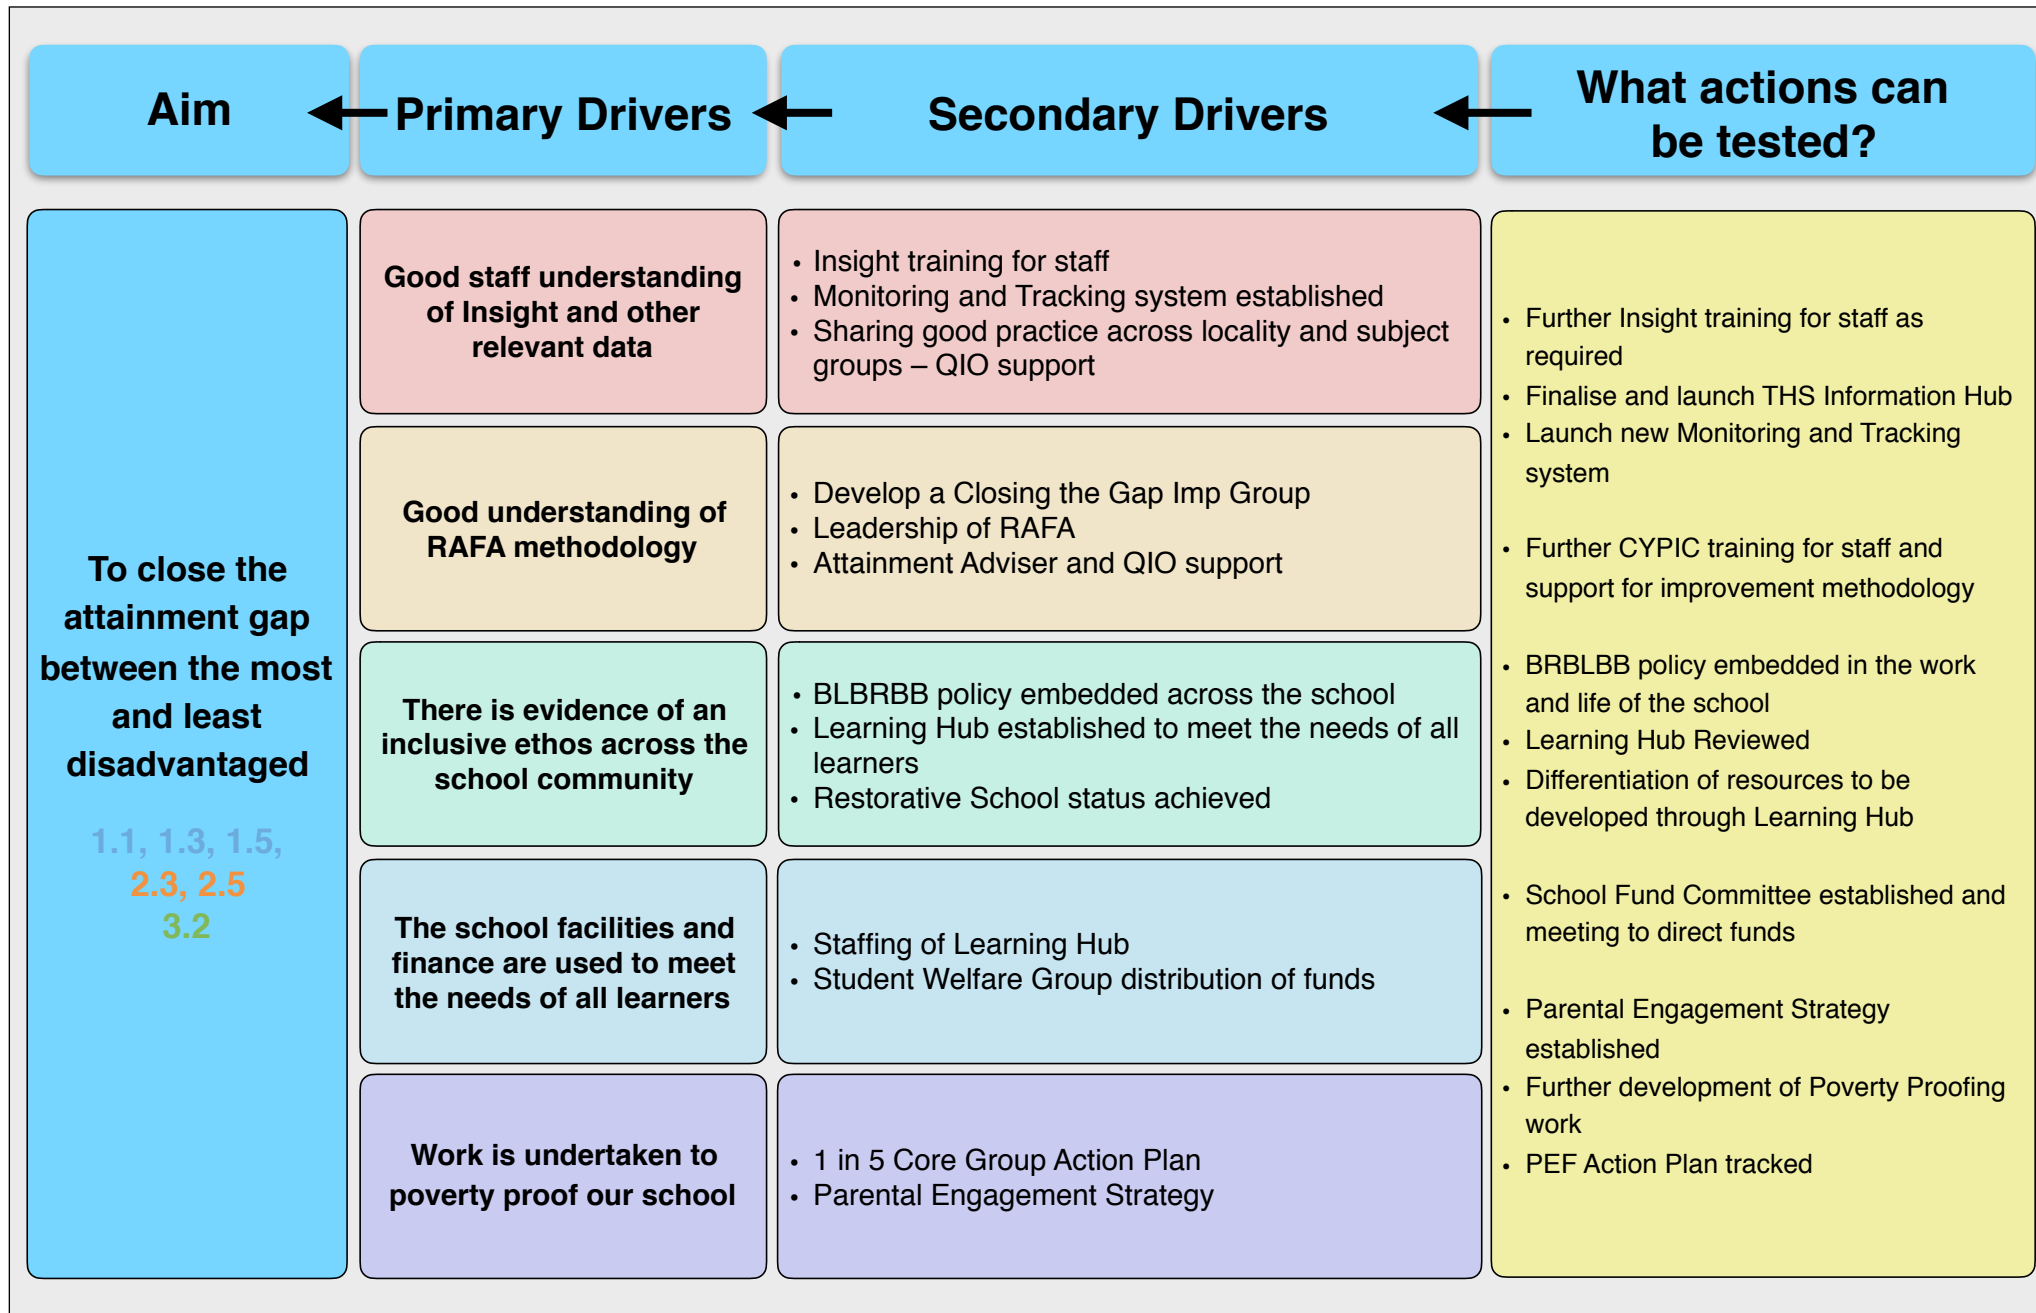 Aim
Primary Drivers
Secondary Drivers
What actions can
be tested?
To close the
attainment gap
between the most
and least
disadvantaged
1.1, 1.3, 1.5,
2.3, 2.5
3.2
Good staff understanding
of Insight and other
relevant data
• Insight training for staff
• Monitoring and Tracking system established
• Sharing good practice across locality and subject
groups – QIO support
Good understanding of
RAFA methodology
• Develop a Closing the Gap Imp Group
• Leadership of RAFA
• Attainment Adviser and QIO support
There is evidence of an
inclusive ethos across the
school community
• BLBRBB policy embedded across the school
• Learning Hub established to meet the needs of all
learners
• Restorative School status achieved
The school facilities and
finance are used to meet
the needs of all learners
• Staffing of Learning Hub
• Student Welfare Group distribution of funds
Work is undertaken to
poverty proof our school
• 1 in 5 Core Group Action Plan
• Parental Engagement Strategy
• Further Insight training for staff as
required
• Finalise and launch THS Information Hub
• Launch new Monitoring and Tracking
system
• Further CYPIC training for staff and
support for improvement methodology
• BRBLBB policy embedded in the work
and life of the school
• Learning Hub Reviewed
• Differentiation of resources to be
developed through Learning Hub
• School Fund Committee established and
meeting to direct funds
• Parental Engagement Strategy
established
• Further development of Poverty Proofing
work
• PEF Action Plan tracked